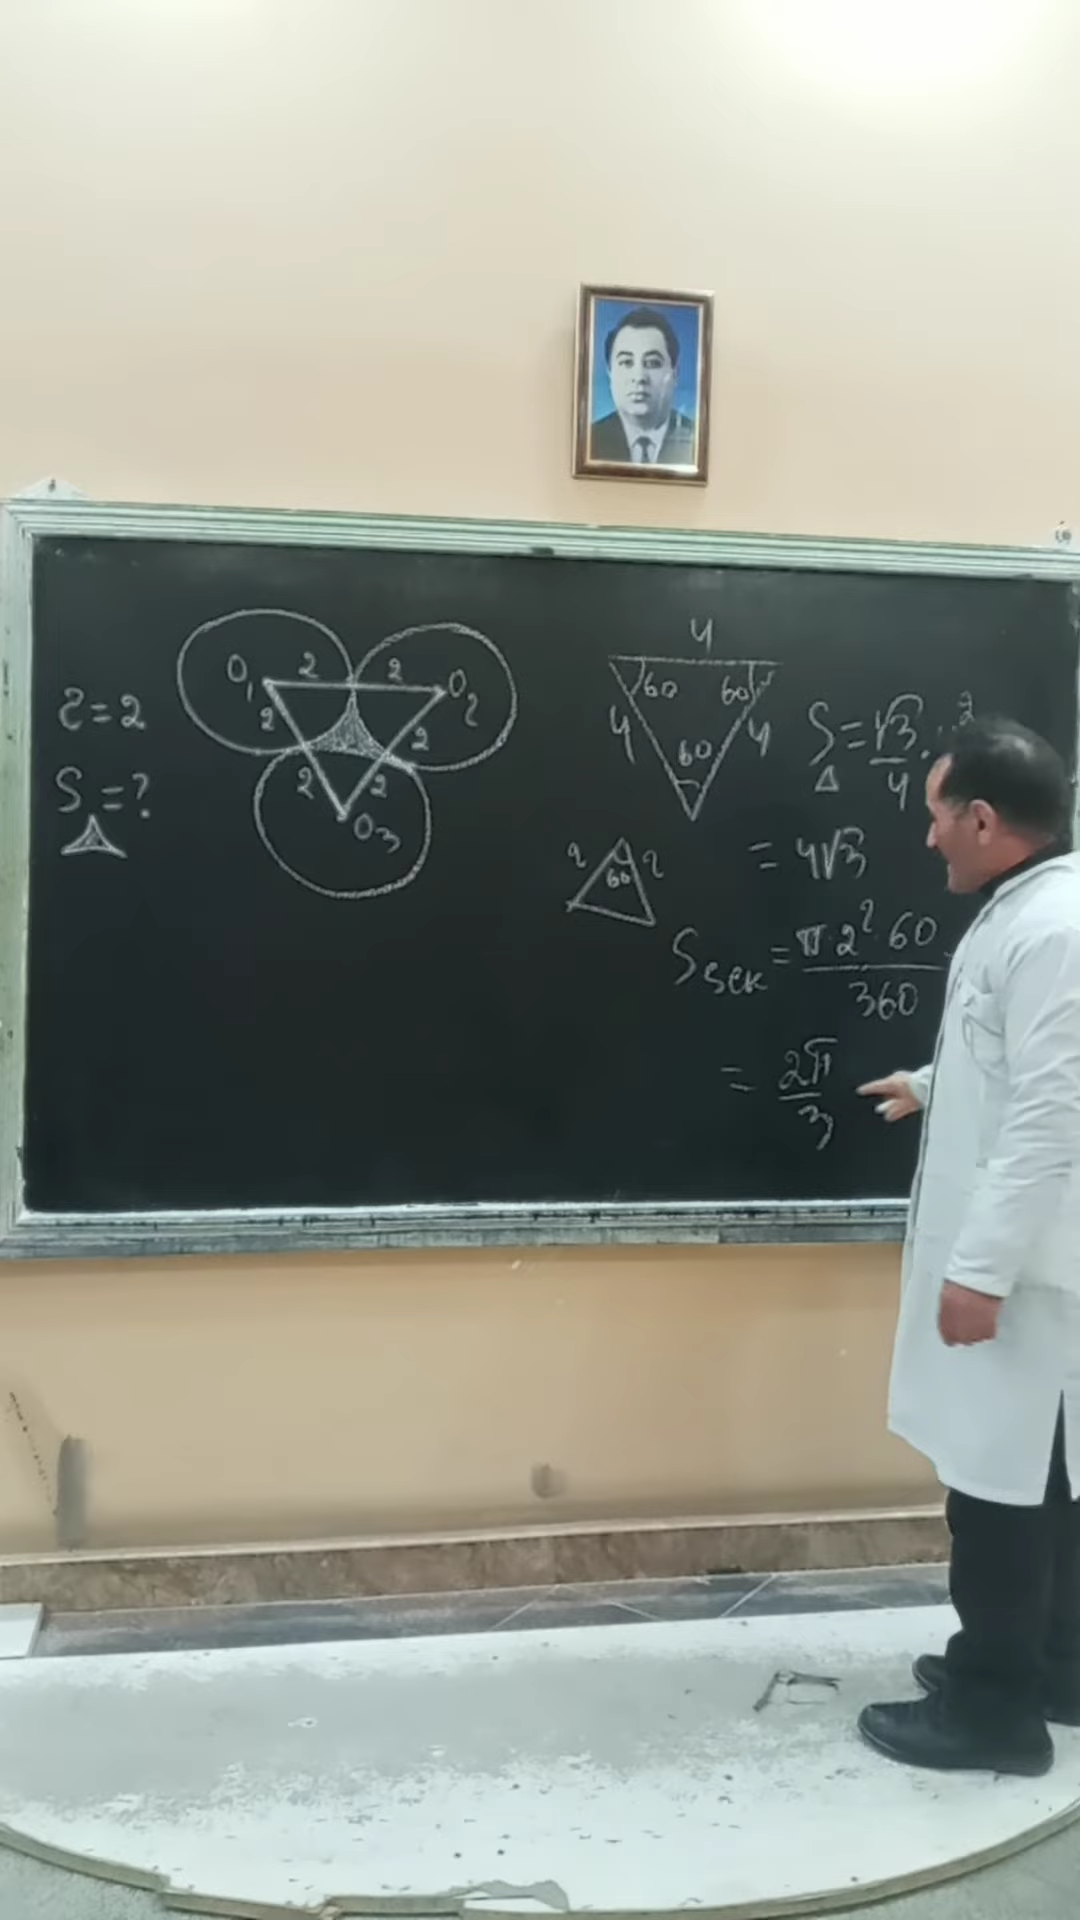 r=2
S=?
O₁ 2 2 O₂
2 2
2 2
O₃
4
60 60
4 4
60
S△ = √3/4 · 2
= 4√3
2 2
60
Ssek = π·2²·60/360
= 2π/3